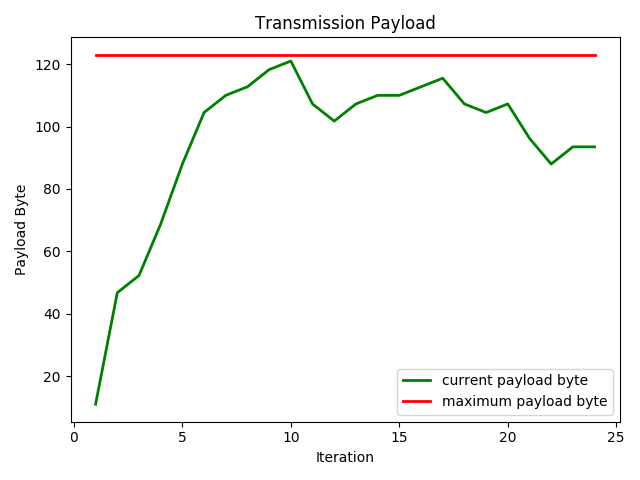 Transmission Payload
120
100
80
60
40
20
Payload Byte
0
5
10
15
20
25
Iteration
current payload byte
maximum payload byte